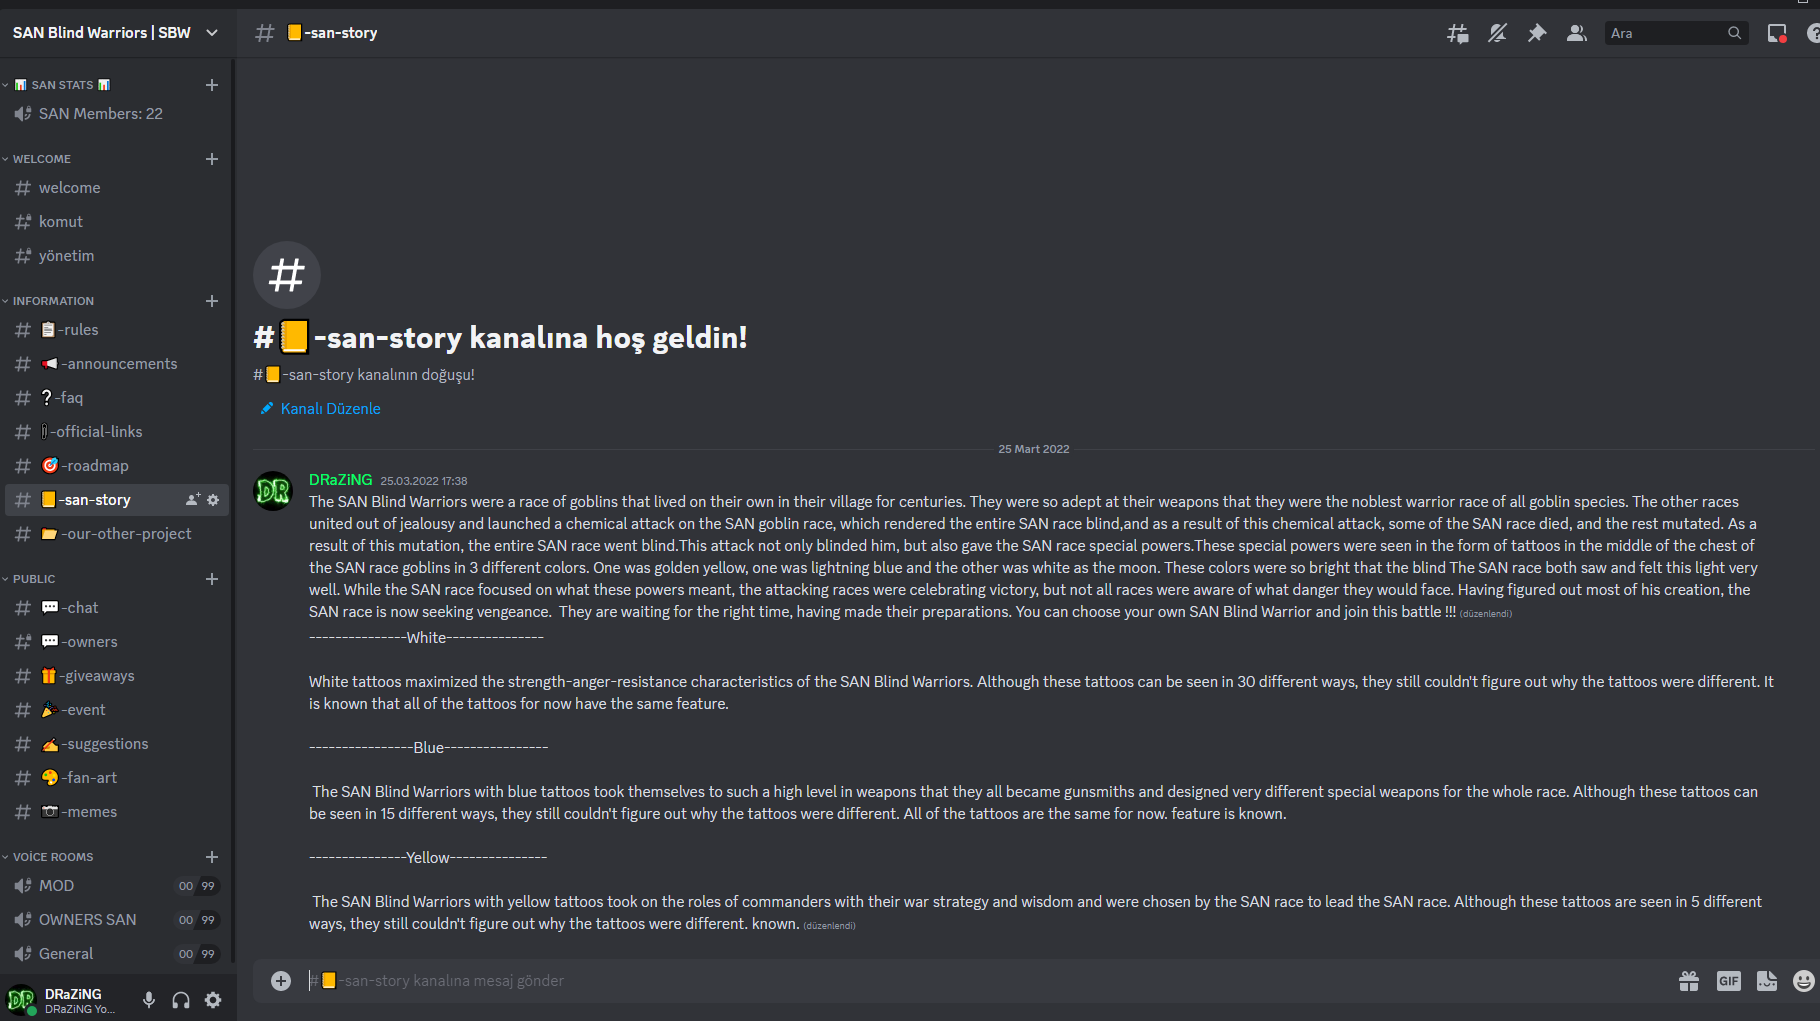 SAN Blind Warriors | SBW
📊 SAN STATS 📊
SAN Members: 22
WELCOME
welcome
komut
yönetim
INFORMATION
📋-rules
📢-announcements
❔-faq
-official-links
🎯-roadmap
📒-san-story
📂-our-other-project
PUBLIC
💬-chat
💬-owners
🎁-giveaways
🎉-event
✍-suggestions
🎨-fan-art
📷-memes
VOİCE ROOMS
MOD 00 99
OWNERS SAN 00 99
General 00 99
DRaZiNG
DRaZiNG Yo...
# 📒-san-story
Ara
#
#📒-san-story kanalına hoş geldin!
#📒-san-story kanalının doğuşu!
Kanalı Düzenle
25 Mart 2022
DR
DRaZiNG 25.03.2022 17:38
The SAN Blind Warriors were a race of goblins that lived on their own in their village for centuries. They were so adept at their weapons that they were the noblest warrior race of all goblin species. The other races
united out of jealousy and launched a chemical attack on the SAN goblin race, which rendered the entire SAN race blind,and as a result of this chemical attack, some of the SAN race died, and the rest mutated. As a
result of this mutation, the entire SAN race went blind.This attack not only blinded him, but also gave the SAN race special powers.These special powers were seen in the form of tattoos in the middle of the chest of
the SAN race goblins in 3 different colors. One was golden yellow, one was lightning blue and the other was white as the moon. These colors were so bright that the blind The SAN race both saw and felt this light very
well. While the SAN race focused on what these powers meant, the attacking races were celebrating victory, but not all races were aware of what danger they would face. Having figured out most of his creation, the
SAN race is now seeking vengeance.  They are waiting for the right time, having made their preparations. You can choose your own SAN Blind Warrior and join this battle !!! (düzenlendi)
---------------White---------------
White tattoos maximized the strength-anger-resistance characteristics of the SAN Blind Warriors. Although these tattoos can be seen in 30 different ways, they still couldn't figure out why the tattoos were different. It
is known that all of the tattoos for now have the same feature.
----------------Blue----------------
The SAN Blind Warriors with blue tattoos took themselves to such a high level in weapons that they all became gunsmiths and designed very different special weapons for the whole race. Although these tattoos can
be seen in 15 different ways, they still couldn't figure out why the tattoos were different. All of the tattoos are the same for now. feature is known.
---------------Yellow---------------
The SAN Blind Warriors with yellow tattoos took on the roles of commanders with their war strategy and wisdom and were chosen by the SAN race to lead the SAN race. Although these tattoos are seen in 5 different
ways, they still couldn't figure out why the tattoos were different. known. (düzenlendi)
#📒-san-story kanalına mesaj gönder
GIF